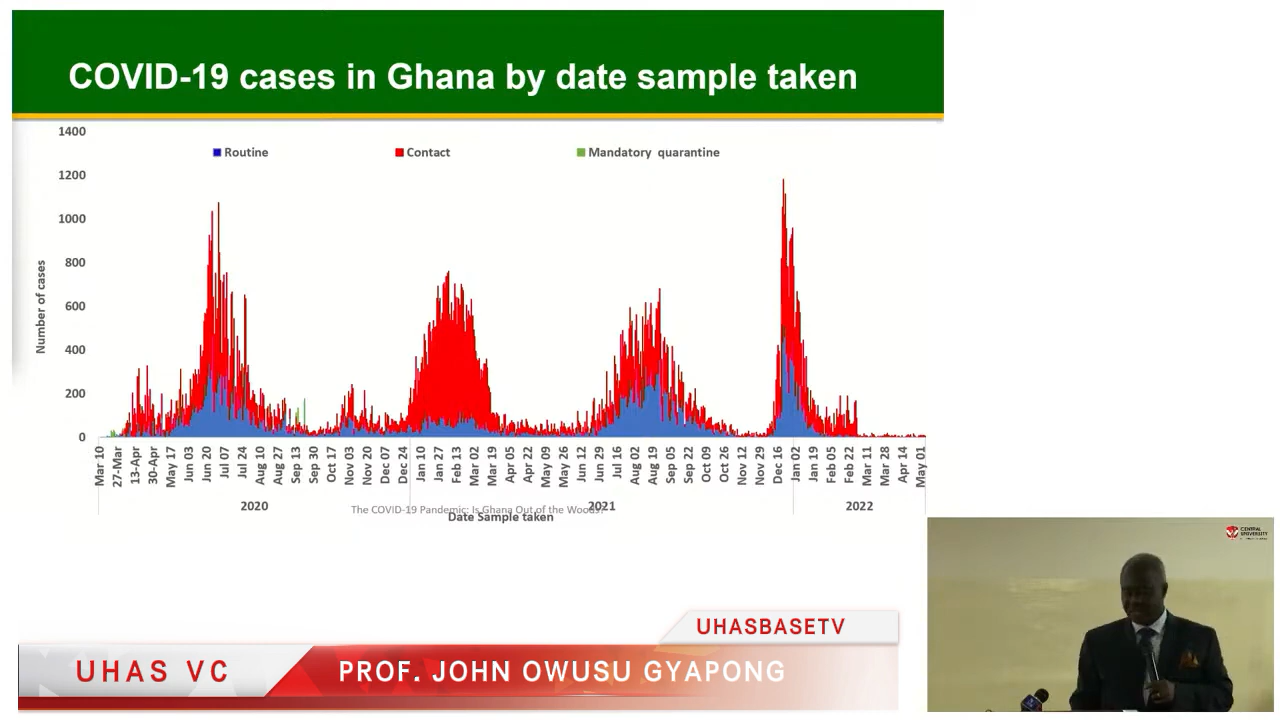 COVID-19 cases in Ghana by date sample taken
1400
1200
1000
800
600
400
200
0
Number of cases
Routine
Contact
Mandatory quarantine
Mar 10
27-Mar
13-Apr
30-Apr
May 17
Jun 03
Jun 20
Jul 07
Jul 24
Aug 10
Aug 27
Sep 13
Sep 30
Oct 17
Nov 03
Nov 20
Dec 07
Dec 24
Jan 10
Jan 27
Feb 13
Mar 02
Mar 19
Apr 05
Apr 22
May 09
May 26
Jun 12
Jun 29
Jul 16
Aug 02
Aug 19
Sep 05
Sep 22
Oct 09
Oct 26
Nov 12
Nov 29
Dec 16
Jan 02
Jan 19
Feb 05
Feb 22
Mar 11
Mar 28
Apr 14
May 01
2020
2021
2022
The COVID-19 Pandemic: Is Ghana Out of the Woods?
Date Sample taken
CENTRAL
UNIVERSITY
UHASBASETV
UHAS VC
PROF. JOHN OWUSU GYAPONG